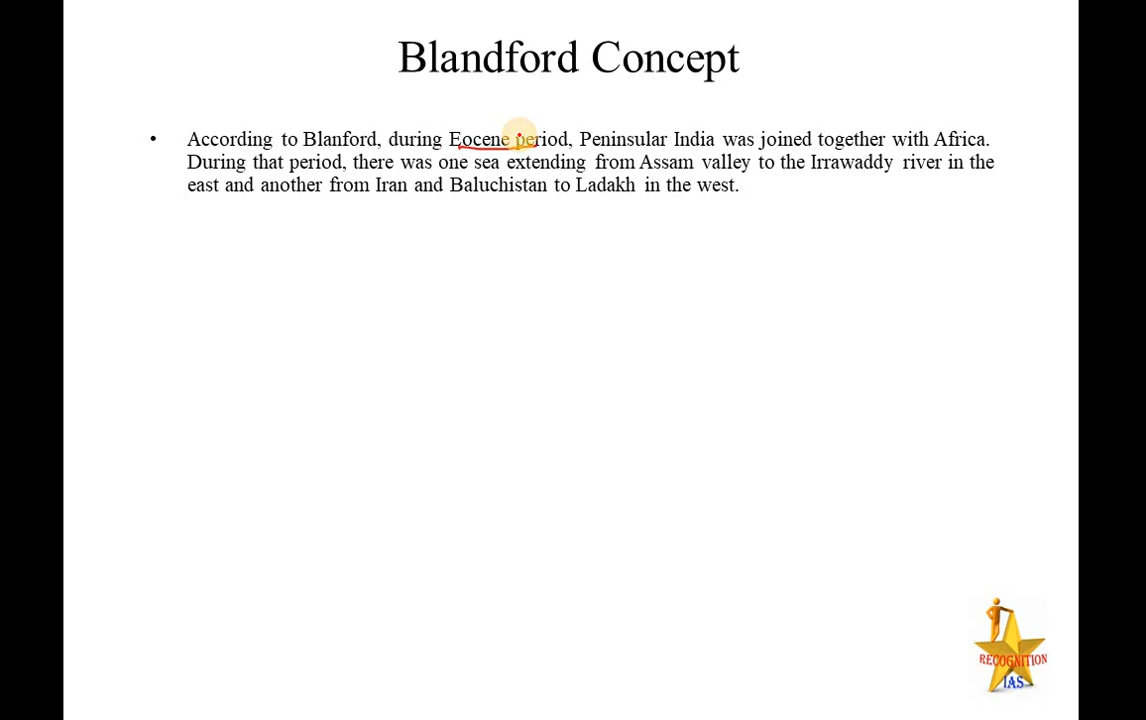 Blandford Concept
• According to Blanford, during Eocene period, Peninsular India was joined together with Africa.
During that period, there was one sea extending from Assam valley to the Irrawaddy river in the
east and another from Iran and Baluchistan to Ladakh in the west.
RECOGNITION
IAS